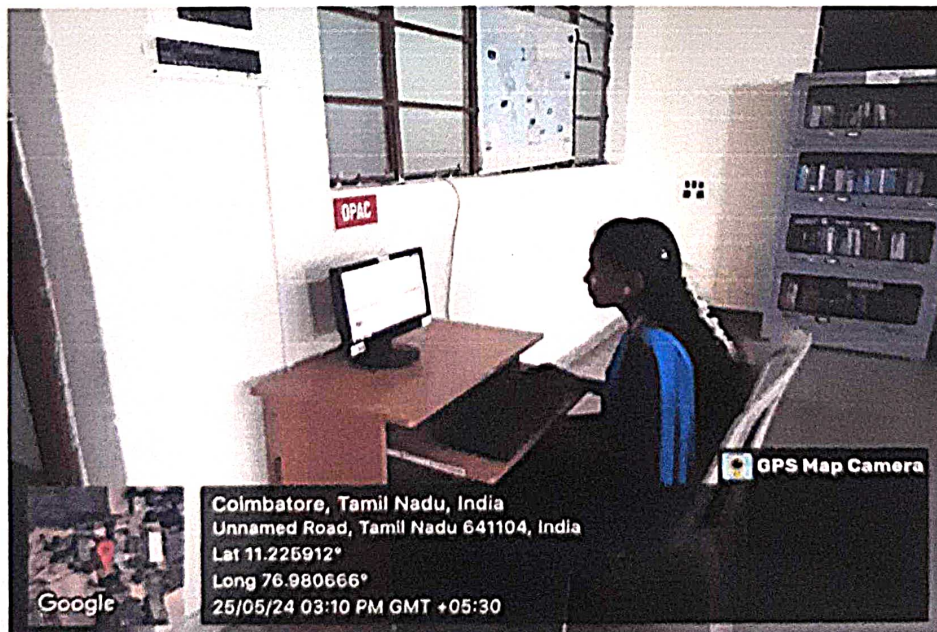 OPAC
GPS Map Camera
Coimbatore, Tamil Nadu, India
Unnamed Road, Tamil Nadu 641104, India
Lat 11.225912°
Long 76.980666°
25/05/24 03:10 PM GMT +05:30
Google